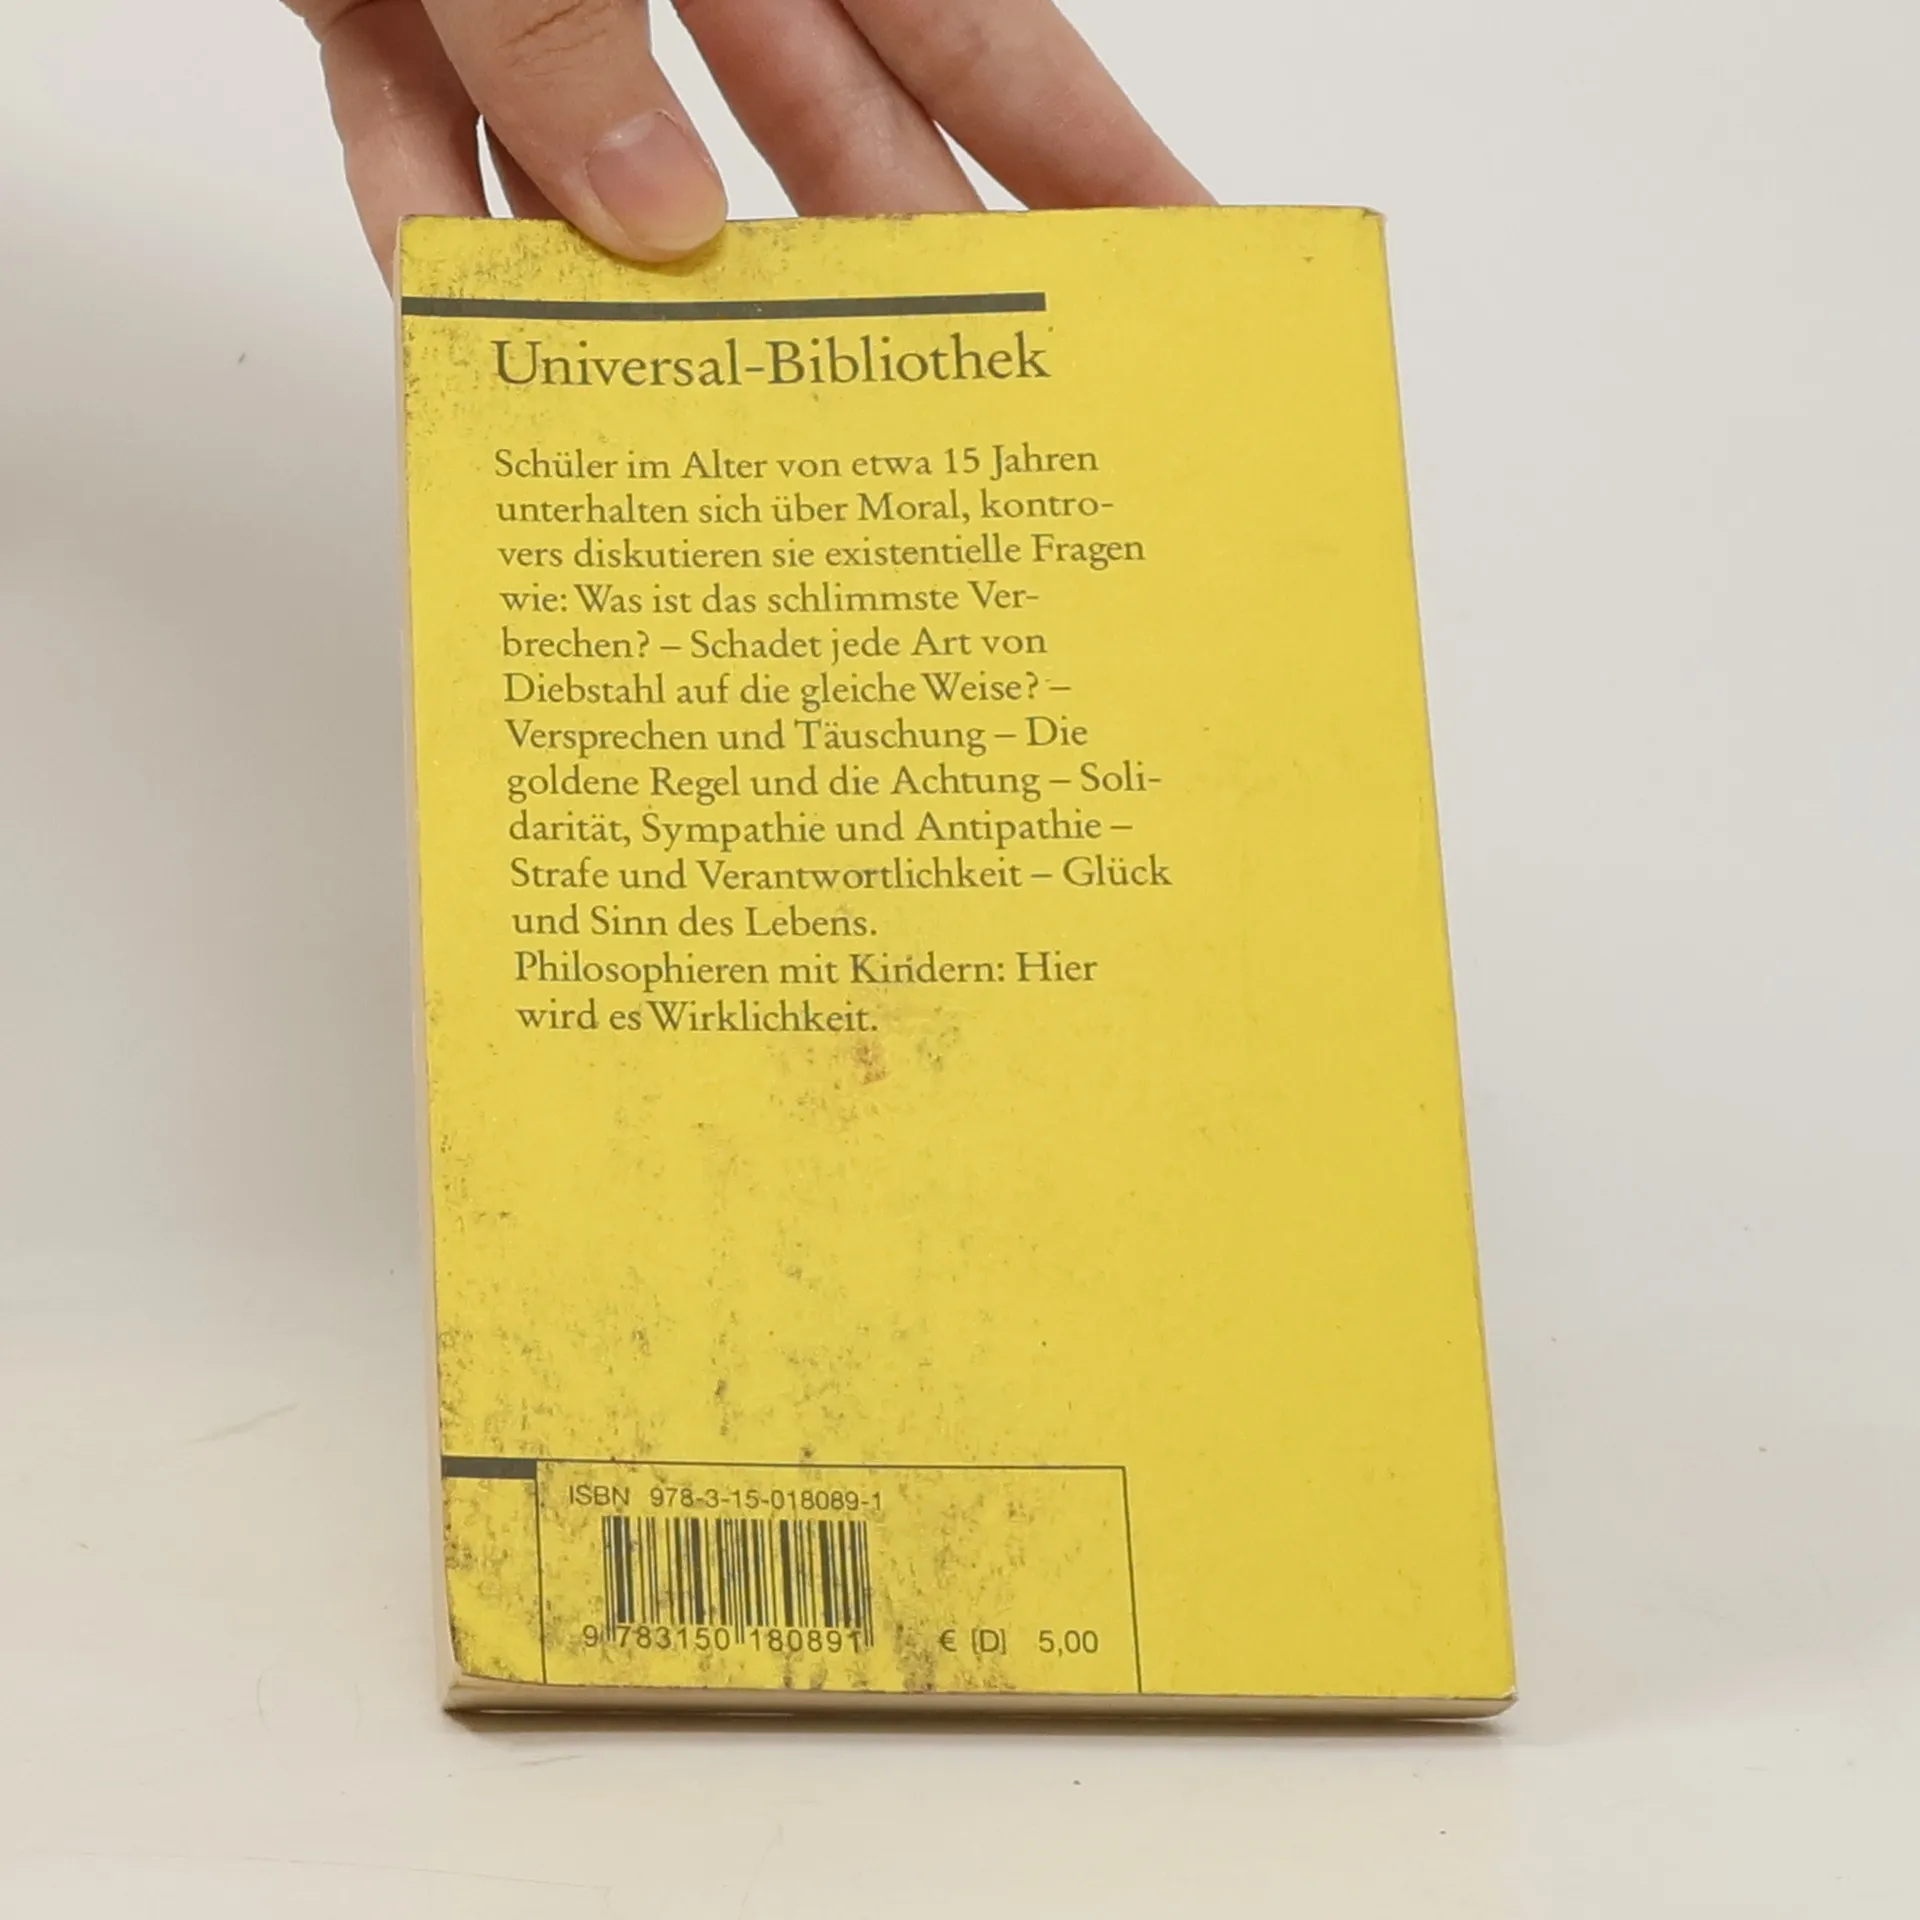 Universal-Bibliothek
Schüler im Alter von etwa 15 Jahren
unterhalten sich über Moral, kontro-
vers diskutieren sie existentielle Fragen
wie: Was ist das schlimmste Ver-
brechen? – Schadet jede Art von
Diebstahl auf die gleiche Weise? –
Versprechen und Täuschung – Die
goldene Regel und die Achtung – Soli-
darität, Sympathie und Antipathie –
Strafe und Verantwortlichkeit – Glück
und Sinn des Lebens.
Philosophieren mit Kindern: Hier
wird es Wirklichkeit.
ISBN 978-3-15-018089-1
9 783150 180891
€ [D] 5,00